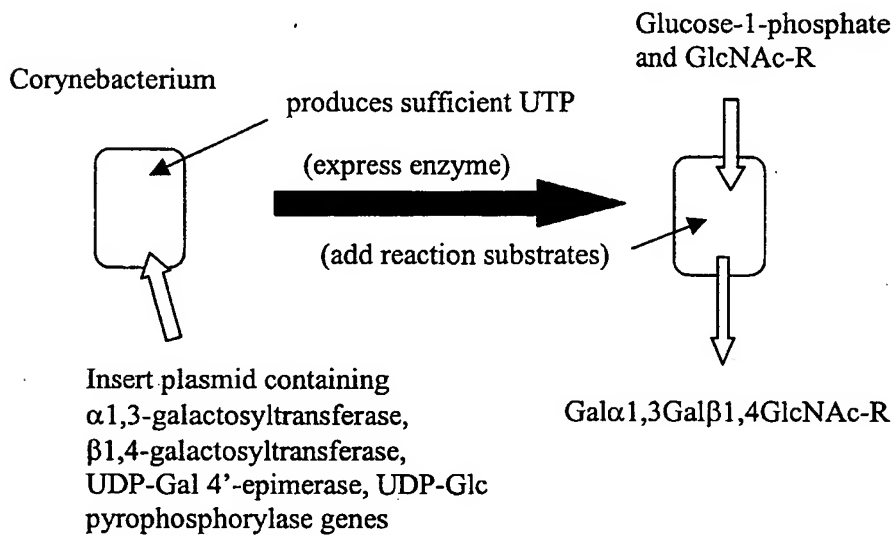 Corynebacterium
produces sufficient UTP
(express enzyme)
(add reaction substrates)
Insert plasmid containing
α1,3-galactosyltransferase,
β1,4-galactosyltransferase,
UDP-Gal 4’-epimerase, UDP-Glc
pyrophosphorylase genes
Glucose-1-phosphate
and GlcNAc-R
Galα1,3Galβ1,4GlcNAc-R